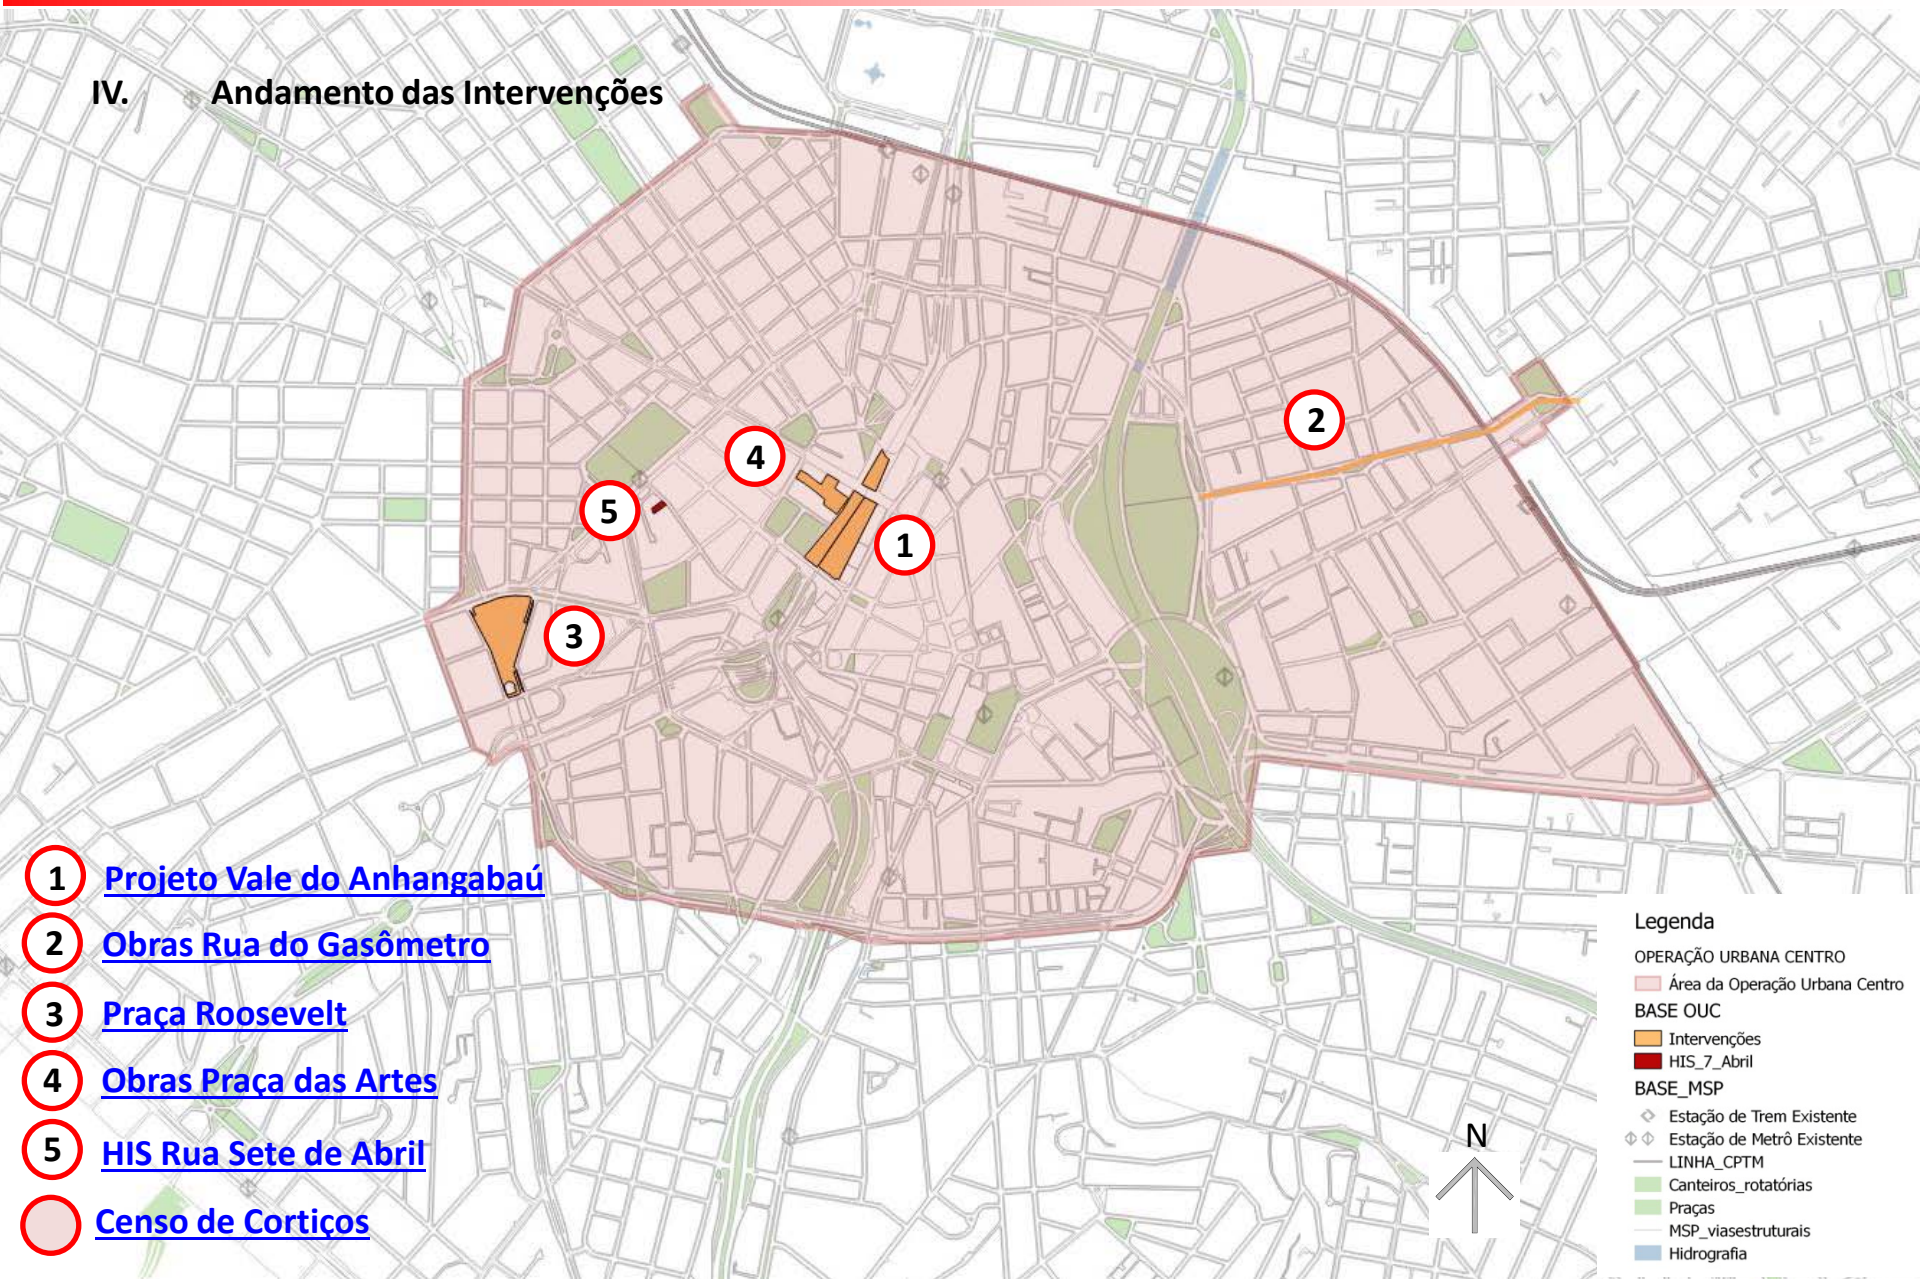 IV. Andamento das Intervenções
2
4
5
1
3
1 Projeto Vale do Anhangabaú
2 Obras Rua do Gasômetro
3 Praça Roosevelt
4 Obras Praça das Artes
5 HIS Rua Sete de Abril
Censo de Cortiços
N
Legenda
OPERAÇÃO URBANA CENTRO
Área da Operação Urbana Centro
BASE OUC
Intervenções
HIS_7_Abril
BASE_MSP
Estação de Trem Existente
Estação de Metrô Existente
LINHA_CPTM
Canteiros_rotatórias
Praças
MSP_viasestruturais
Hidrografia